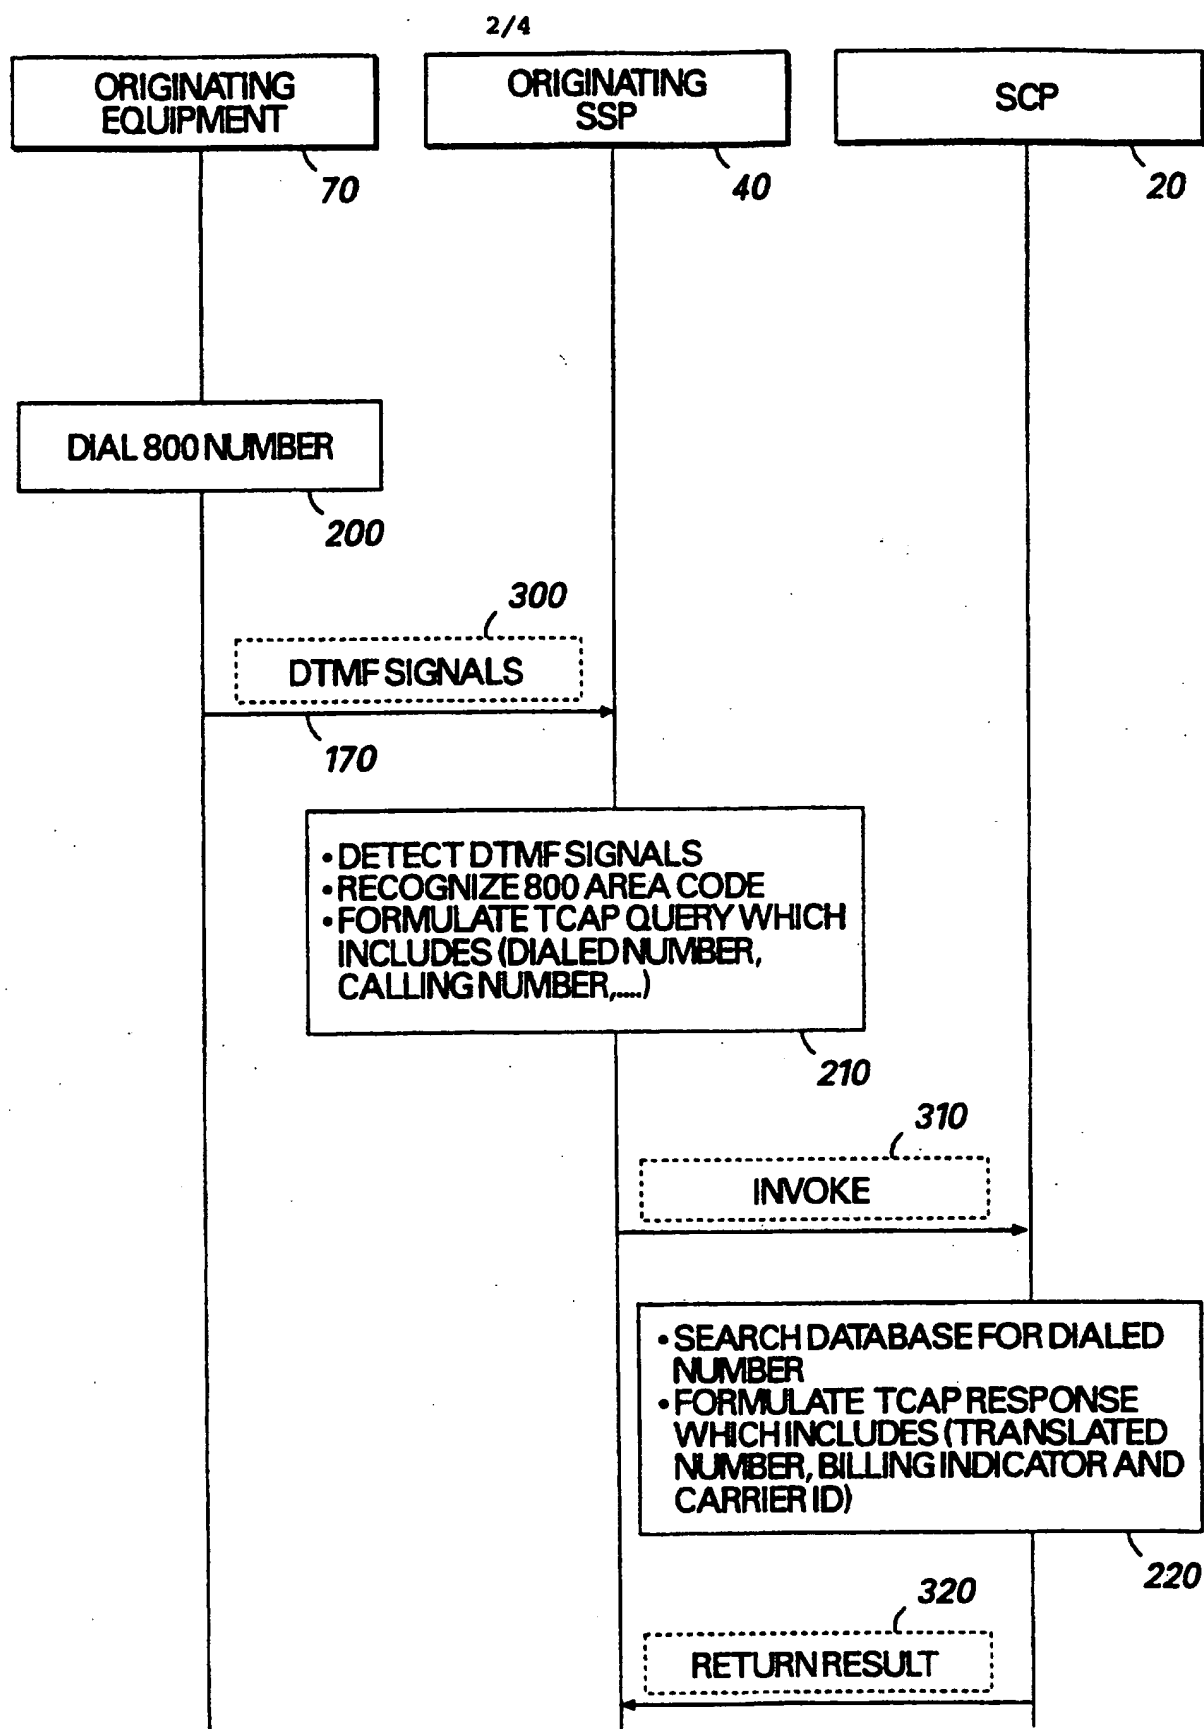 2/4
ORIGINATING
EQUIPMENT
ORIGINATING
SSP
SCP
70
40
20
DIAL 800 NUMBER
200
300
DTMF SIGNALS
170
• DETECT DTMF SIGNALS
• RECOGNIZE 800 AREA CODE
• FORMULATE TCAP QUERY WHICH
INCLUDES (DIALED NUMBER,
CALLING NUMBER,....)
210
310
INVOKE
• SEARCH DATABASE FOR DIALED
NUMBER
• FORMULATE TCAP RESPONSE
WHICH INCLUDES (TRANSLATED
NUMBER, BILLING INDICATOR AND
CARRIER ID)
220
320
RETURN RESULT